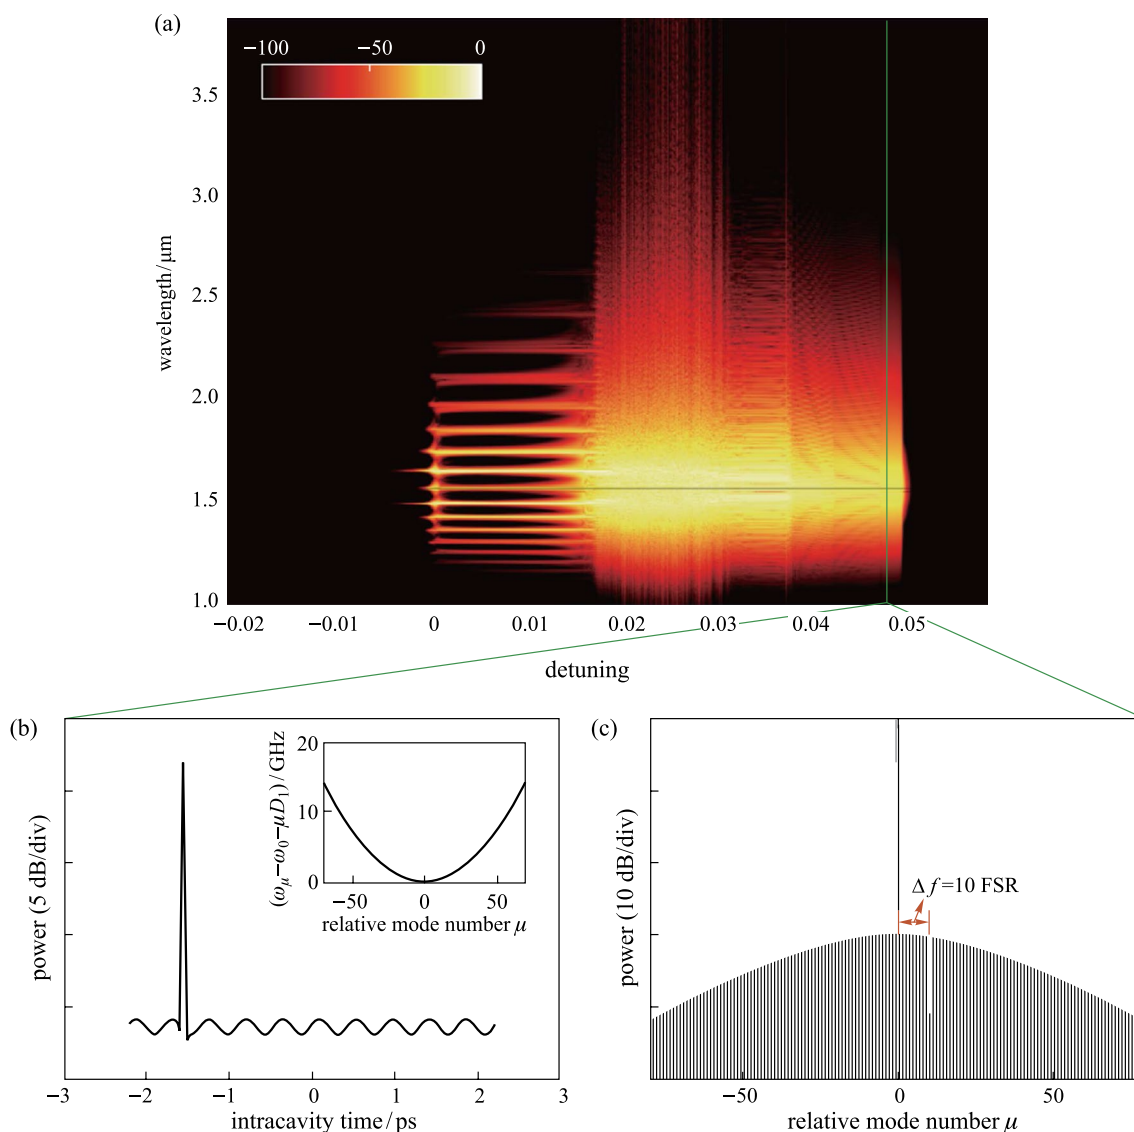 (a)
−100 −50 0
3.5
3.0
2.5
2.0
1.5
1.0
wavelength/μm
−0.02 −0.01 0 0.01 0.02 0.03 0.04 0.05
detuning
(b)
power (5 dB/div)
−3 −2 −1 0 1 2 3
intracavity time/ps
(ωμ−ω0−μD1)/GHz
20
10
0
−50 0 50
relative mode number μ
(c)
power (10 dB/div)
Δf=10 FSR
−50 0 50
relative mode number μ